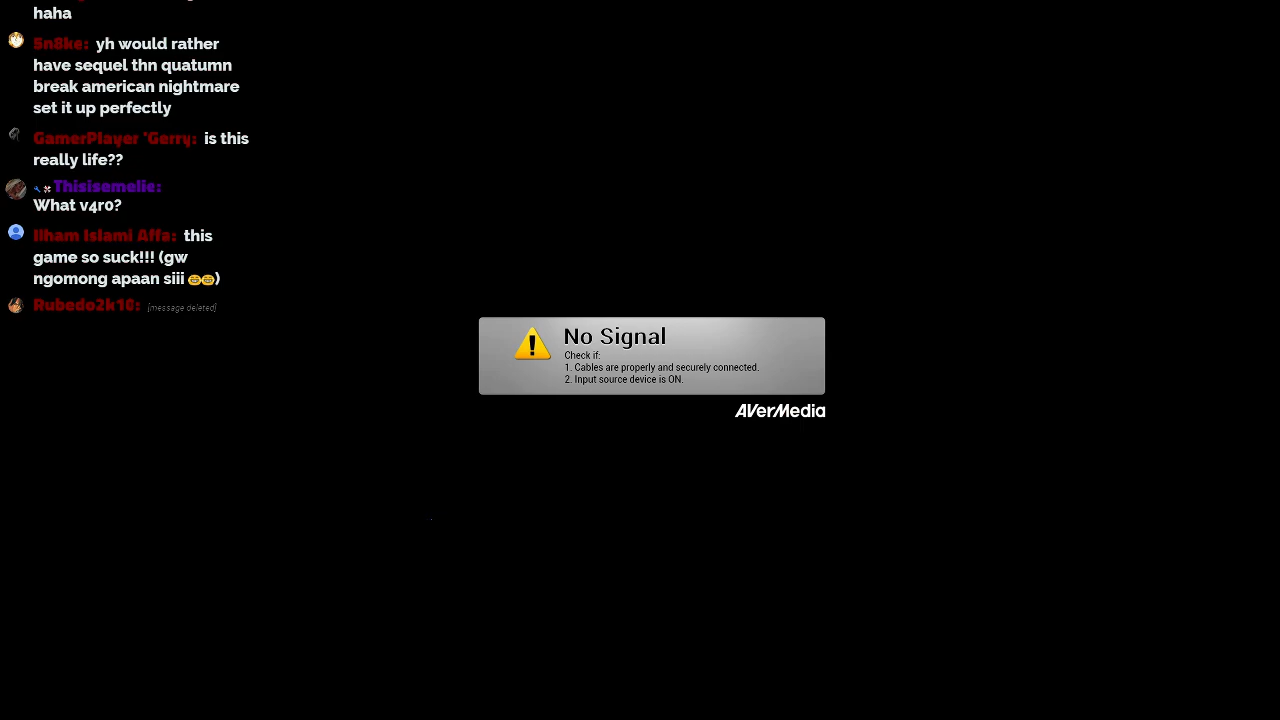 haha
5n8ke: yh would rather
have sequel thn quatumn
break american nightmare
set it up perfectly
GamerPlayer 'Gerry: is this
really life??
Thisisemelie:
What v4r0?
Ilham Islami Affa: this
game so suck!!! (gw
ngomong apaan siii 🤓🤓)
Rubedo2k10: [message deleted]
No Signal
Check if:
1. Cables are properly and securely connected.
2. Input source device is ON.
AVerMedia